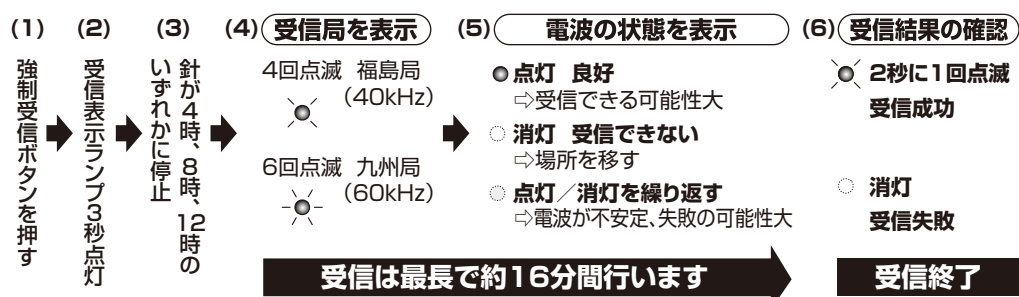 (1)
強制受信ボタンを押す
(2)
受信表示ランプ3秒点灯
(3)
針が4時、8時、12時の
いずれかに停止
(4) 受信局を表示
4回点滅 福島局
(40kHz)
6回点滅 九州局
(60kHz)
(5) 電波の状態を表示
点灯 良好
⇨受信できる可能性大
消灯 受信できない
⇨場所を移す
点灯/消灯を繰り返す
⇨電波が不安定、失敗の可能性大
受信は最長で約16分間行います
(6) 受信結果の確認
2秒に1回点滅
受信成功
消灯
受信失敗
受信終了